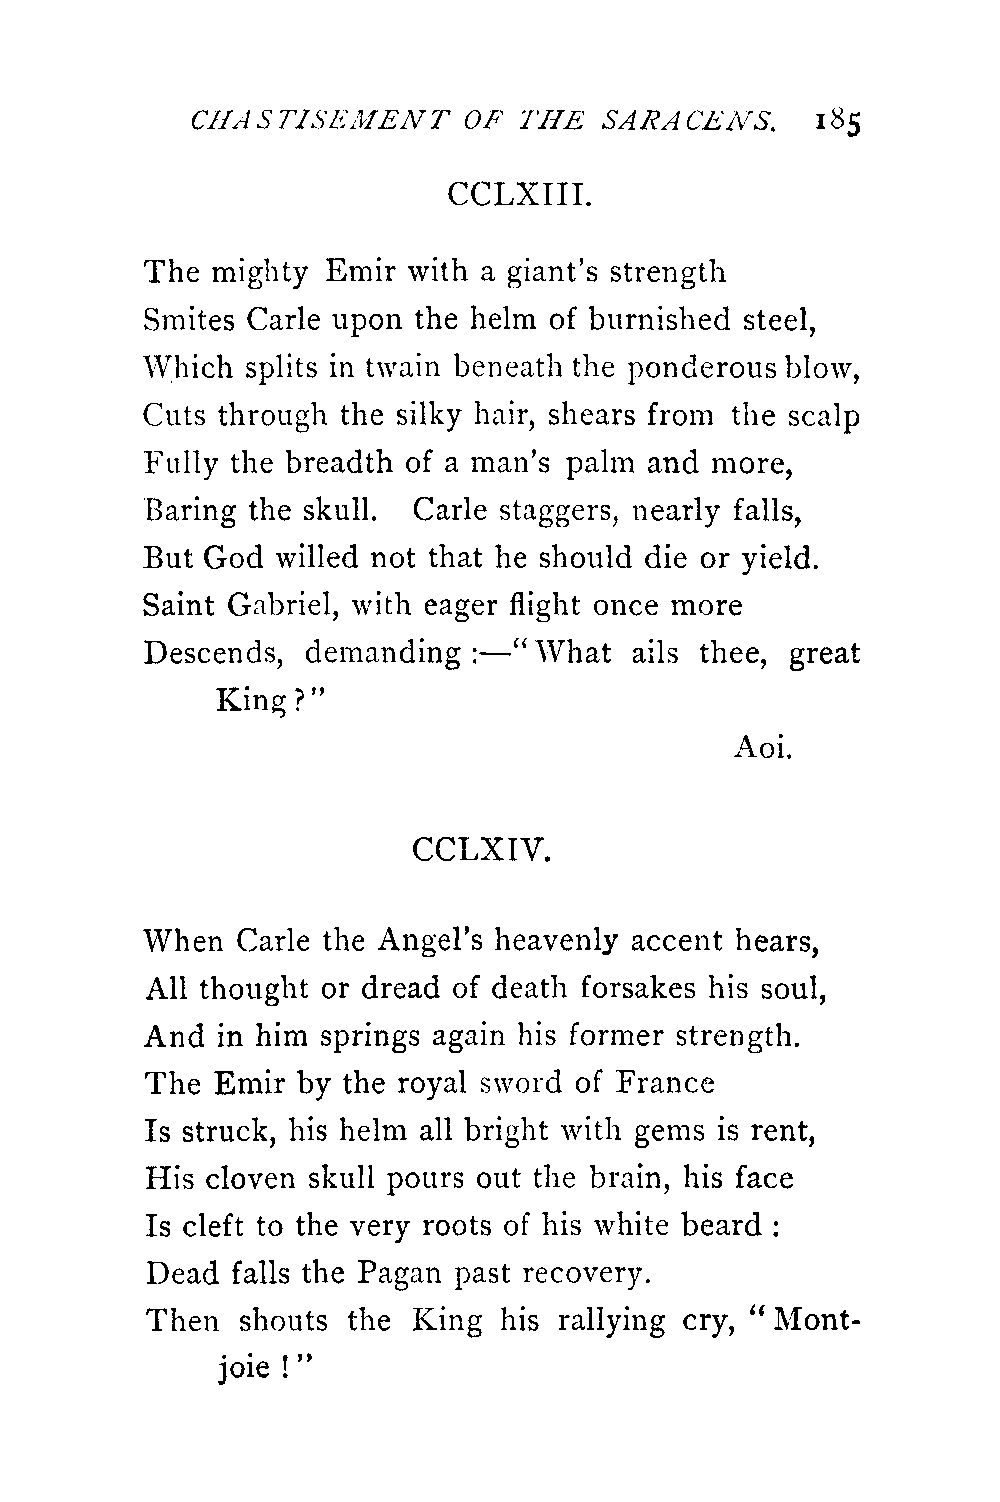 CHASTISEMENT OF THE SARACENS. 185
CCLXIII.
The mighty Emir with a giant's strength
Smites Carle upon the helm of burnished steel,
Which splits in twain beneath the ponderous blow,
Cuts through the silky hair, shears from the scalp
Fully the breadth of a man's palm and more,
Baring the skull. Carle staggers, nearly falls,
But God willed not that he should die or yield.
Saint Gabriel, with eager flight once more
Descends, demanding :—“ What ails thee, great
King ? ”
Aoi.
CCLXIV.
When Carle the Angel's heavenly accent hears,
All thought or dread of death forsakes his soul,
And in him springs again his former strength.
The Emir by the royal sword of France
Is struck, his helm all bright with gems is rent,
His cloven skull pours out the brain, his face
Is cleft to the very roots of his white beard :
Dead falls the Pagan past recovery.
Then shouts the King his rallying cry, “ Mont-
joie ! ”